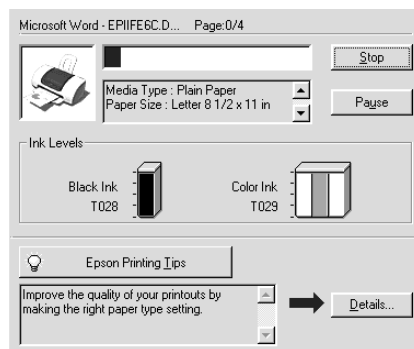 Microsoft Word - EPIIFE6C.D... Page:0/4
Stop
Media Type : Plain Paper
Paper Size : Letter 8 1/2 x 11 in
Pause
Ink Levels
Black Ink
T028
Color Ink
T029
Epson Printing Tips
Improve the quality of your printouts by
making the right paper type setting.
Details...